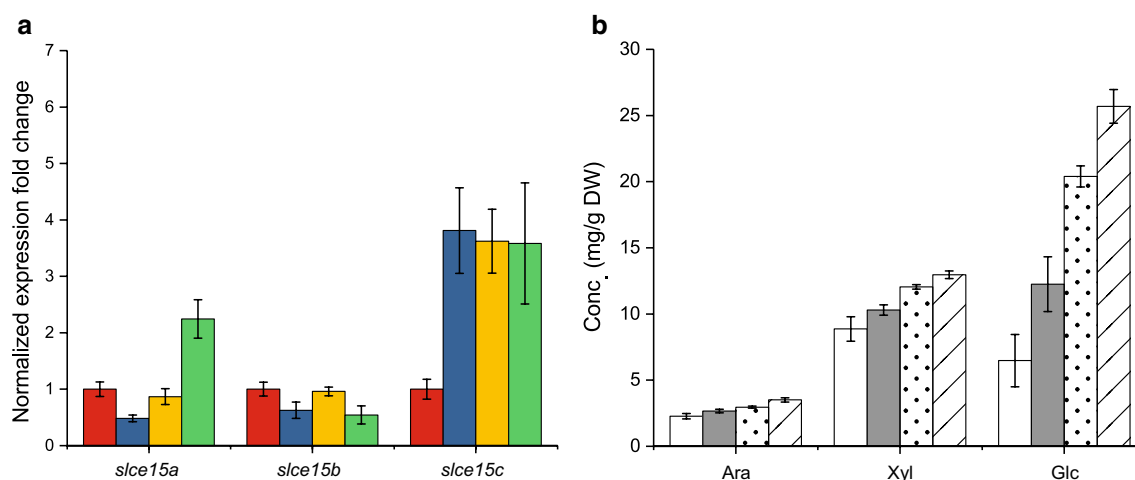 a
Normalized expression fold change
7
6
5
4
3
2
1
0
slce15a
slce15b
slce15c
b
Conc. (mg/g DW)
30
25
20
15
10
5
0
Ara
Xyl
Glc